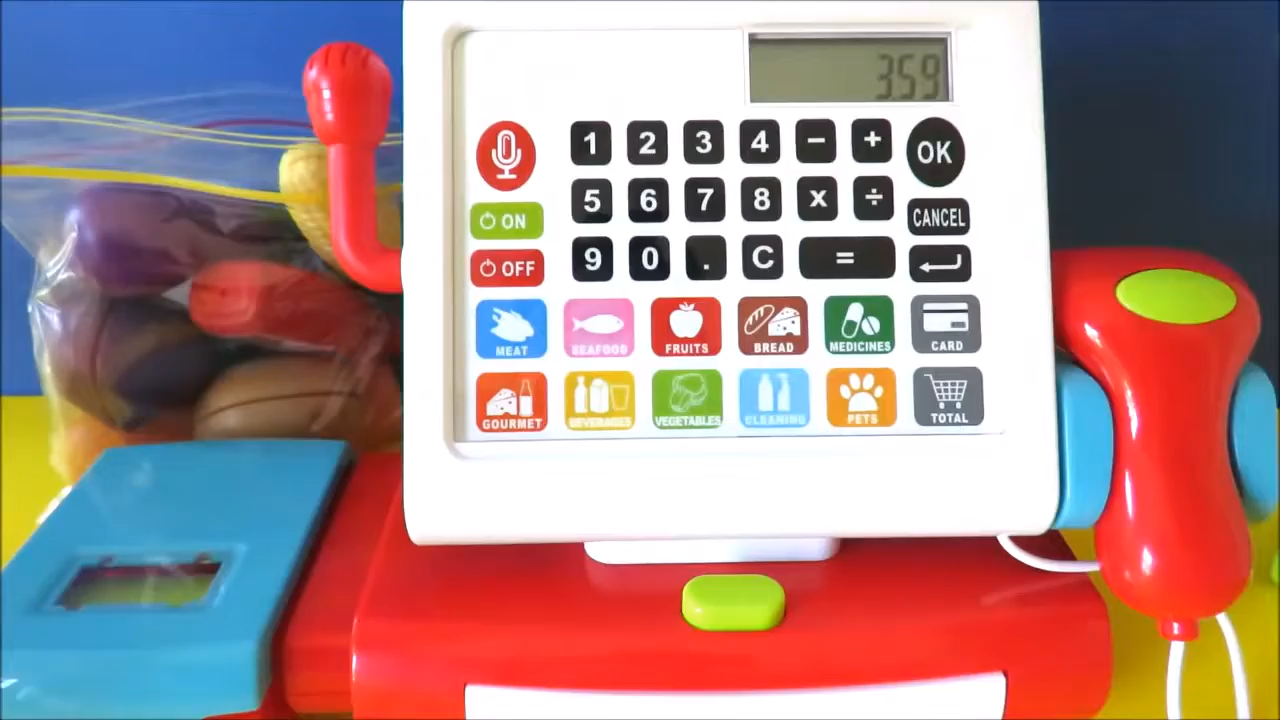 359
1 2 3 4 − + OK
ON
5 6 7 8 x ÷ CANCEL
OFF
9 0 . C =
MEAT SEAFOOD FRUITS BREAD MEDICINES CARD
GOURMET BEVERAGES VEGETABLES CLEANING PETS TOTAL